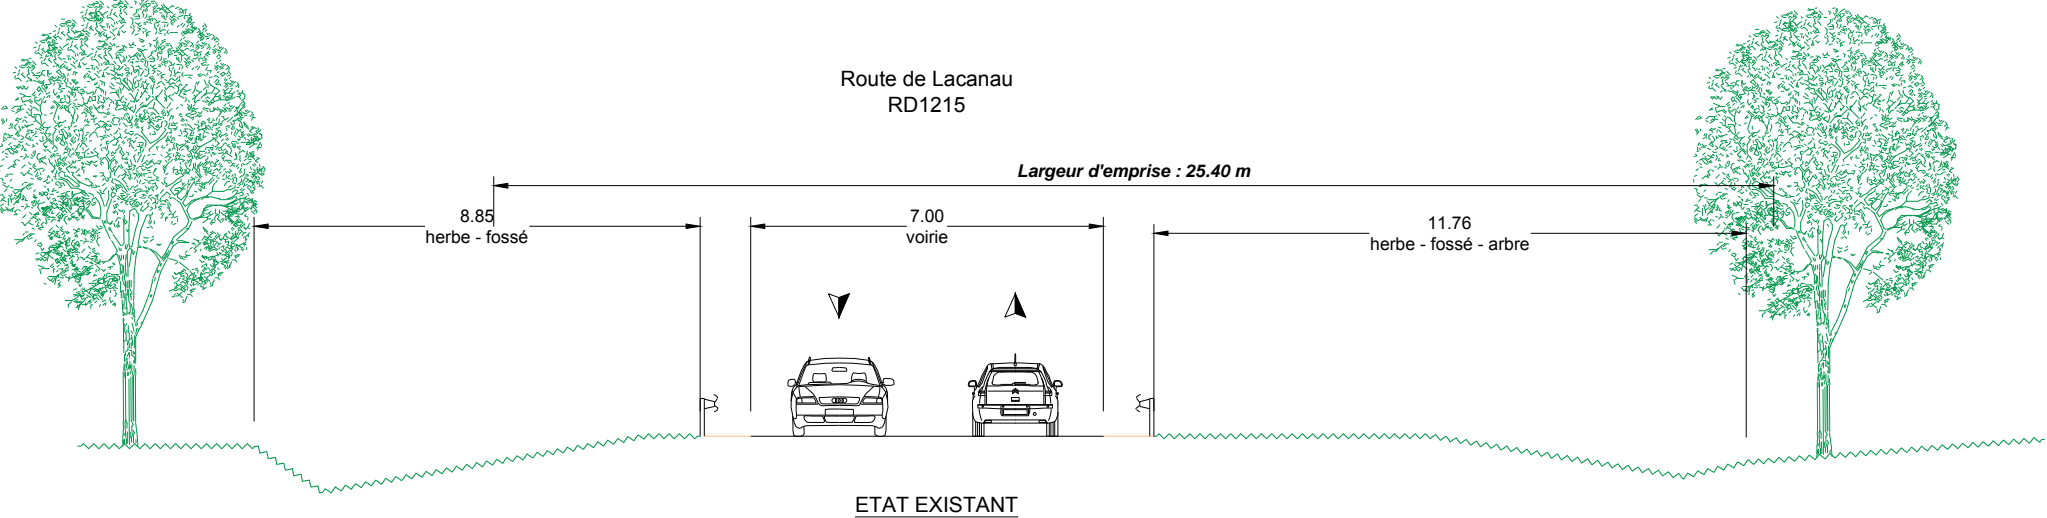 Route de Lacanau
RD1215
Largeur d'emprise : 25.40 m
8.85
herbe - fossé
7.00
voirie
11.76
herbe - fossé - arbre
ETAT EXISTANT